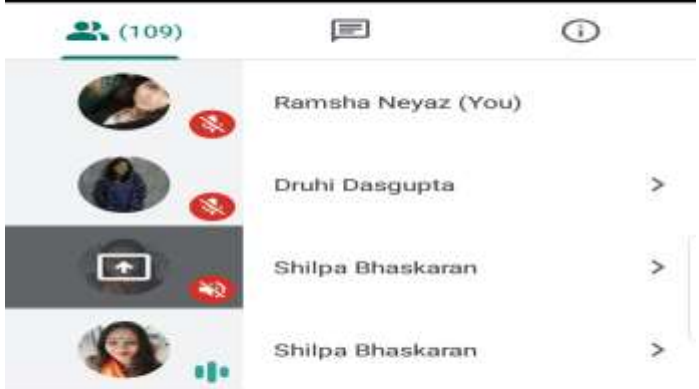 (109)
Ramsha Neyaz (You)
Druhi Dasgupta
Shilpa Bhaskaran
Shilpa Bhaskaran